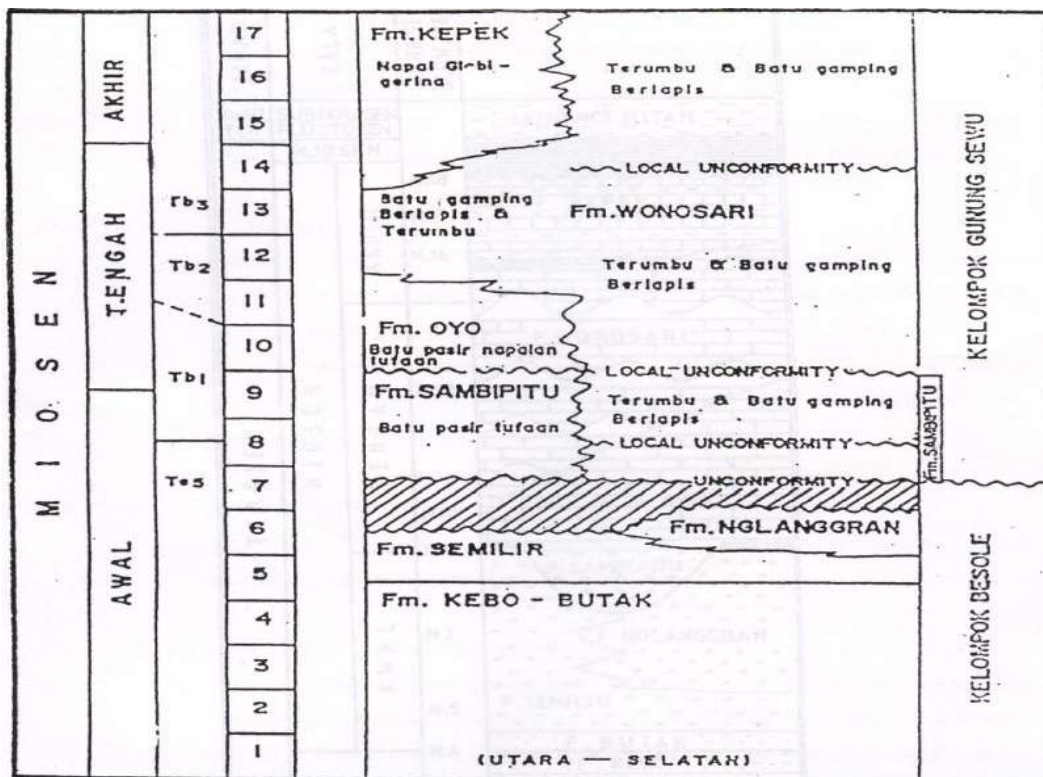 MIOSEN
AKHIR
TENGAH
AWAL
Tb3
Tb2
Tb1
Te5
17
16
15
14
13
12
11
10
9
8
7
6
5
4
3
2
1
Fm. KEPEK
Napal Glo-bi-
gerina
Terumbu & Batu gamping
Berlapis
LOCAL UNCONFORMITY
Batu gamping
Berlapis &
Terumbu
Fm. WONOSARI
Terumbu & Batu gamping
Berlapis
Fm. OYO
Batu pasir napalan
tufaan
LOCAL UNCONFORMITY
Fm. SAMBIPITU
Batu pasir tufaan
Terumbu & Batu gamping
Berlapis
LOCAL UNCONFORMITY
UNCONFORMITY
Fm. NGLANGGRAN
Fm. SEMILIR
Fm. KEBO - BUTAK
(UTARA — SELATAN)
KELOMPOK GUNUNG SEWU
Fm. SAMBIPITU
KELOMPOK BESOLE